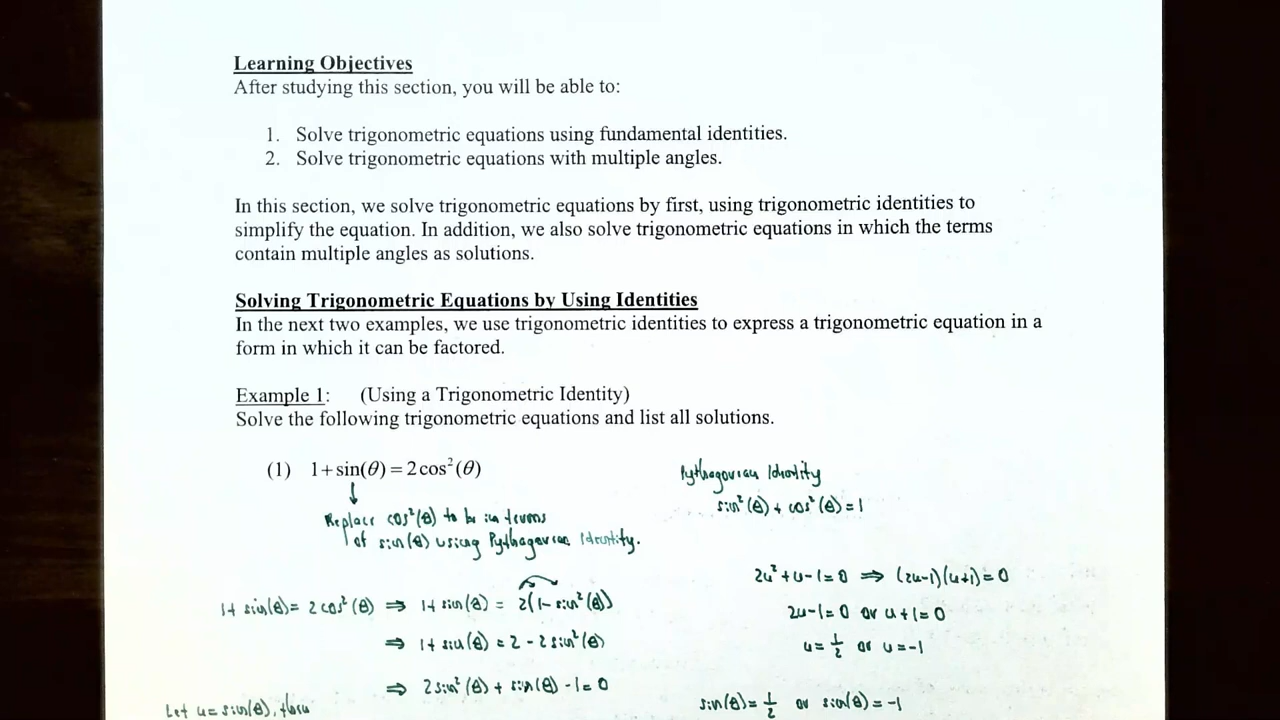 Learning Objectives
After studying this section, you will be able to:
1. Solve trigonometric equations using fundamental identities.
2. Solve trigonometric equations with multiple angles.
In this section, we solve trigonometric equations by first, using trigonometric identities to
simplify the equation. In addition, we also solve trigonometric equations in which the terms
contain multiple angles as solutions.
Solving Trigonometric Equations by Using Identities
In the next two examples, we use trigonometric identities to express a trigonometric equation in a
form in which it can be factored.
Example 1: (Using a Trigonometric Identity)
Solve the following trigonometric equations and list all solutions.
(1) 1+sin(θ)=2cos²(θ)
↓
Replace cos²(θ) to be in terms
of sin(θ) using Pythagorean Identity.
1+ sin(θ)= 2cos²(θ) ⇒ 1+ sin(θ) = 2(1- sin²(θ))
⇒ 1+ sin(θ) = 2 - 2sin²(θ)
⇒ 2sin²(θ) + sin(θ) -1=0
Let u=sin(θ), then
Pythagorean Identity
sin²(θ) + cos²(θ)=1
2u²+u-1=0 ⇒ (2u-1)(u+1)=0
2u-1=0 or u+1=0
u=1/2 or u=-1
sin(θ)=1/2 or sin(θ)=-1